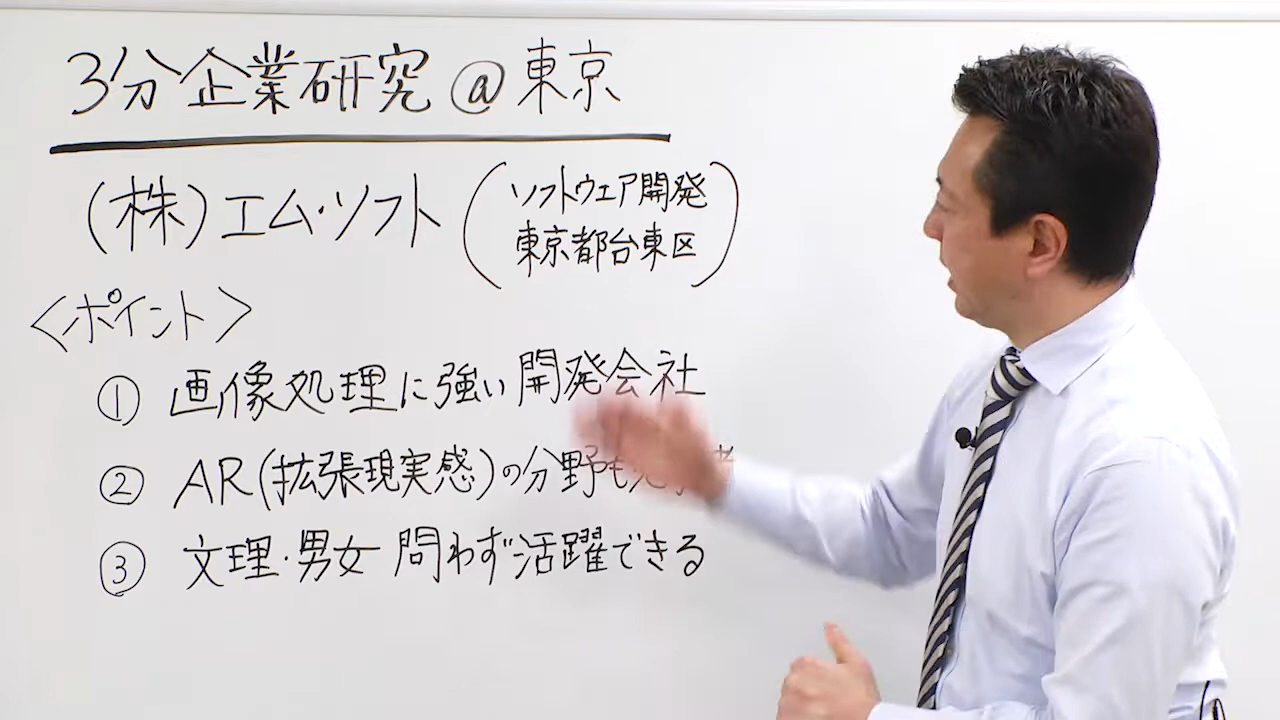 3分企業研究@東京
(株)エム・ソフト
(ソフトウェア開発
東京都台東区)
<ポイント>
① 画像処理に強い開発会社
② AR(拡張現実感)の分野も
③ 文理・男女 問わず活躍できる